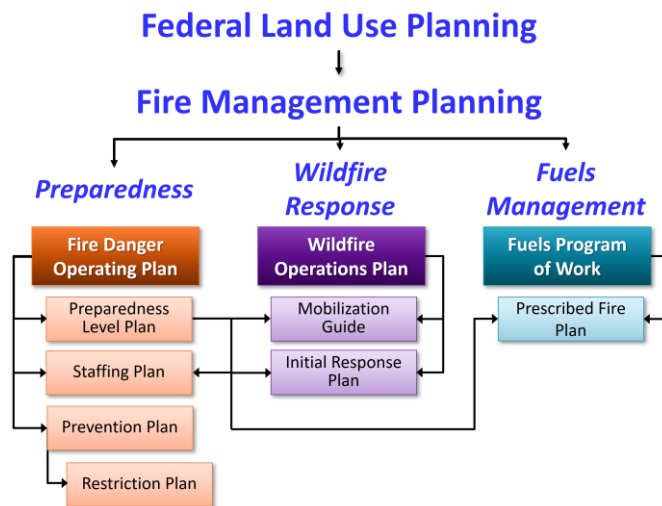 Federal Land Use Planning
Fire Management Planning
Preparedness
Wildfire
Response
Fuels
Management
Fire Danger
Operating Plan
Wildfire
Operations Plan
Fuels Program
of Work
Preparedness
Level Plan
Mobilization
Guide
Prescribed Fire
Plan
Staffing Plan
Initial Response
Plan
Prevention Plan
Restriction Plan